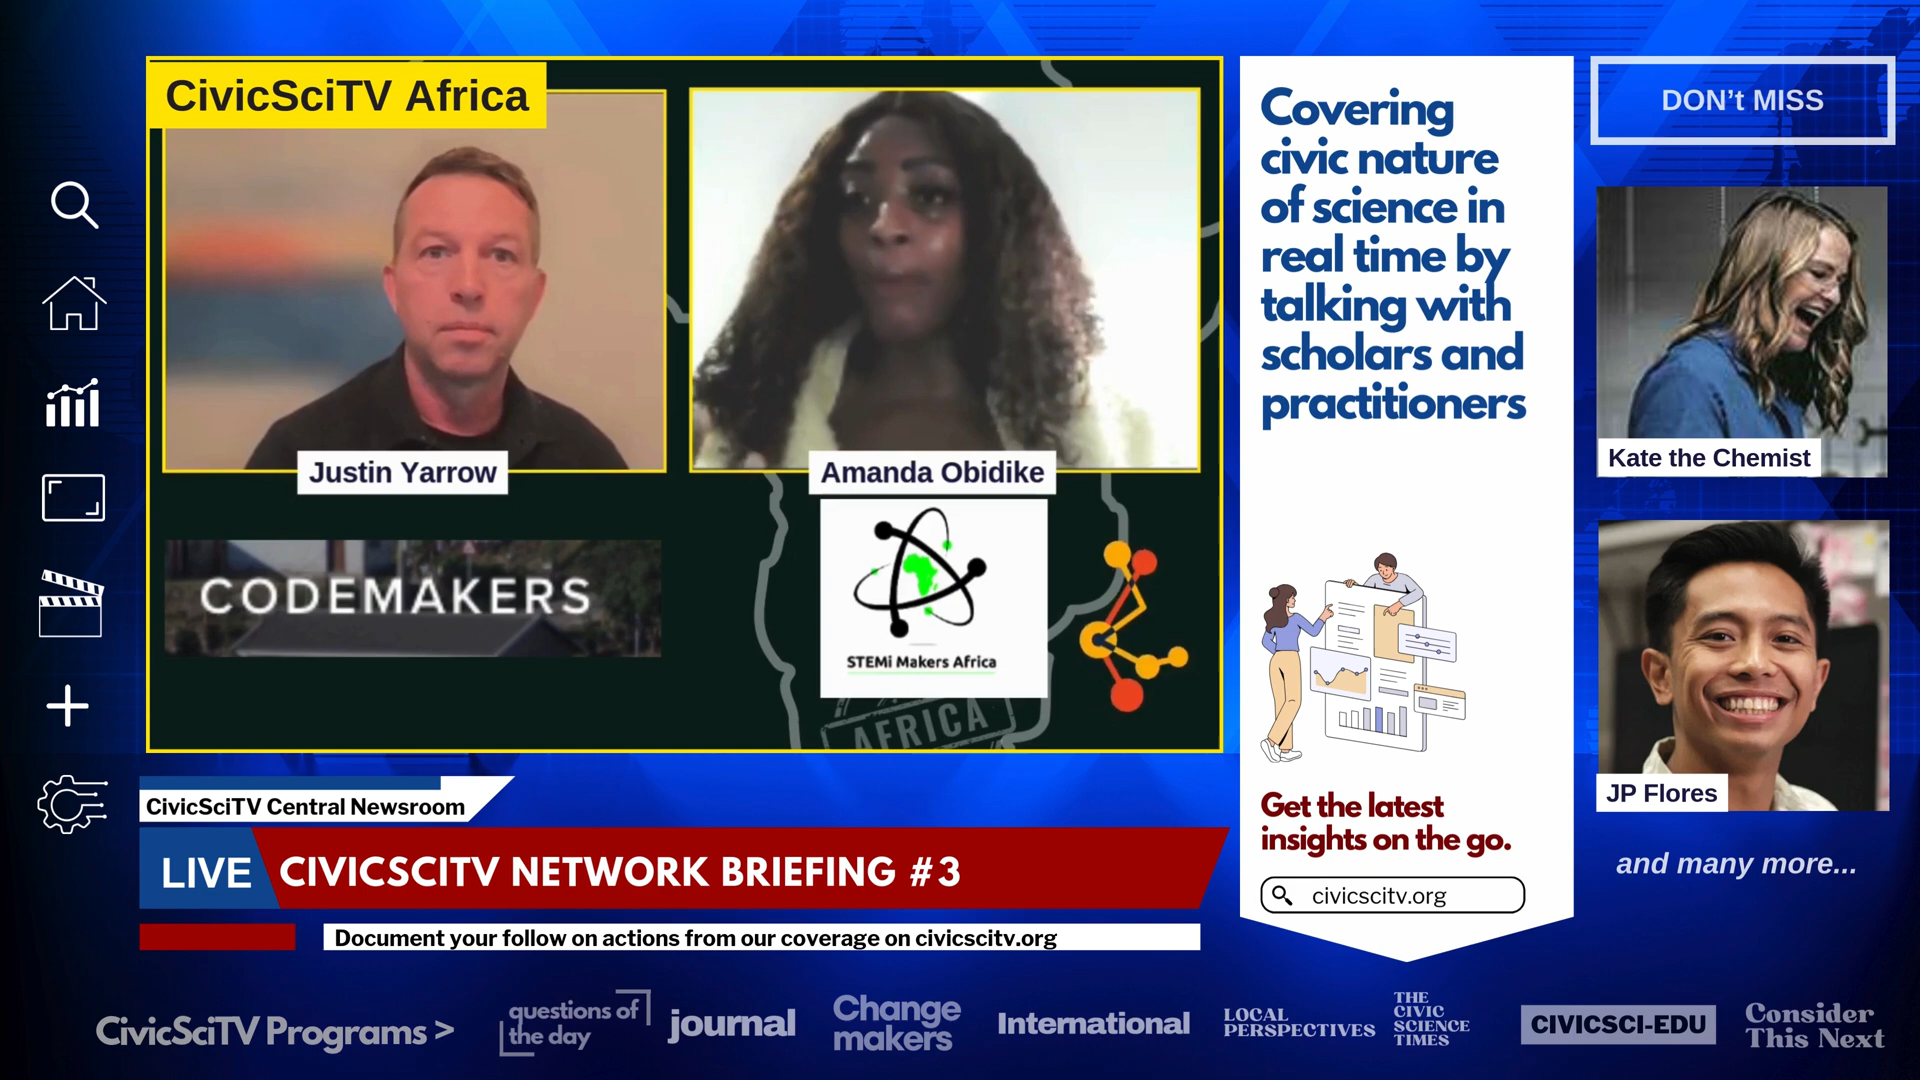 CivicSciTV Africa
Justin Yarrow
Amanda Obidike
CODEMAKERS
STEMi Makers Africa
AFRICA
Covering
civic nature
of science in
real time by
talking with
scholars and
practitioners
Get the latest
insights on the go.
civicscitv.org
DON't MISS
Kate the Chemist
JP Flores
and many more...
CivicSciTV Central Newsroom
LIVE
CIVICSCITV NETWORK BRIEFING #3
Document your follow on actions from our coverage on civicscitv.org
CivicSciTV Programs >
questions of
the day
journal
Change
makers
International
LOCAL
PERSPECTIVES
THE
CIVIC
SCIENCE
TIMES
CIVICSCI-EDU
Consider
This Next